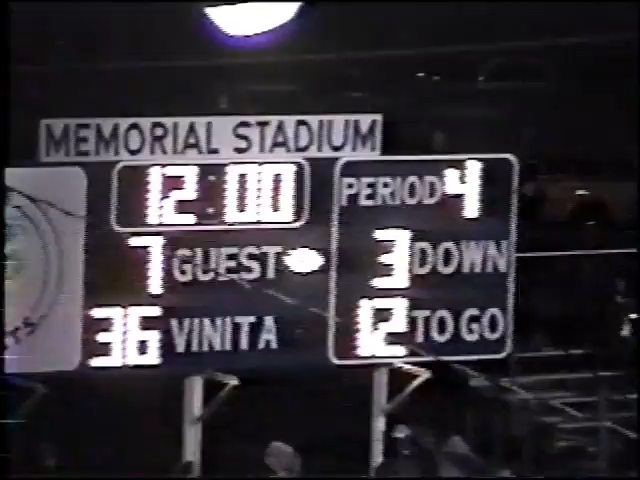 MEMORIAL STADIUM
12:00 PERIOD 4
7 GUEST 3 DOWN
36 VINITA 12 TO GO